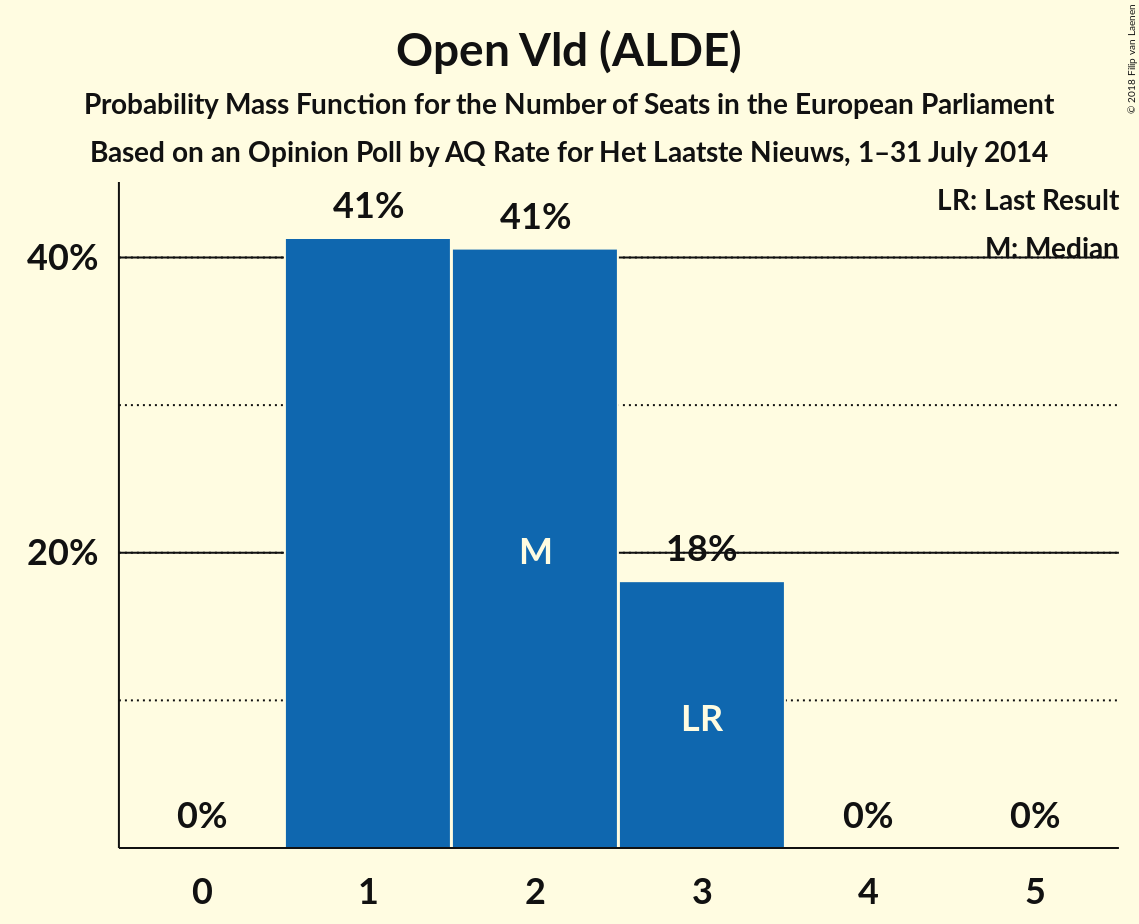 Open Vld (ALDE)
Probability Mass Function for the Number of Seats in the European Parliament
Based on an Opinion Poll by AQ Rate for Het Laatste Nieuws, 1–31 July 2014
© 2018 Filip van Laenen
LR: Last Result
M: Median
41%
41%
40%
M
18%
20%
LR
0%
0%
0%
0
1
2
3
4
5